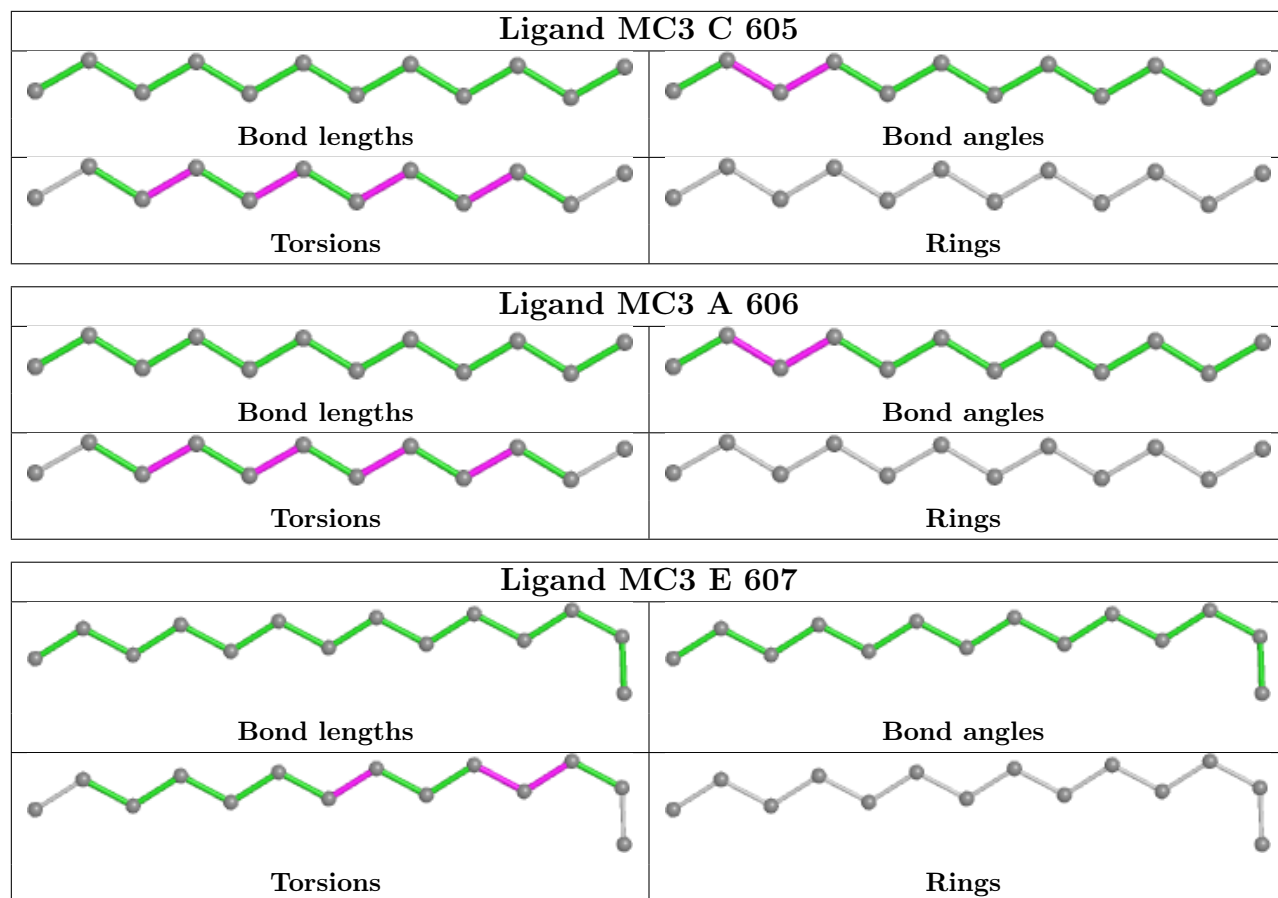 Ligand MC3 C 605
Bond lengths
Bond angles
Torsions
Rings
Ligand MC3 A 606
Bond lengths
Bond angles
Torsions
Rings
Ligand MC3 E 607
Bond lengths
Bond angles
Torsions
Rings